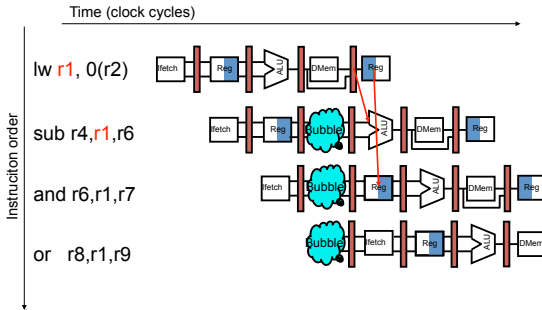 Time (clock cycles)
Instruciton order
lw r1, 0(r2)
Ifetch Reg ALU DMem Reg
sub r4,r1,r6
Ifetch Reg Bubble ALU DMem Reg
and r6,r1,r7
Ifetch Bubble Reg ALU DMem Reg
or r8,r1,r9
Bubble Ifetch Reg ALU DMem